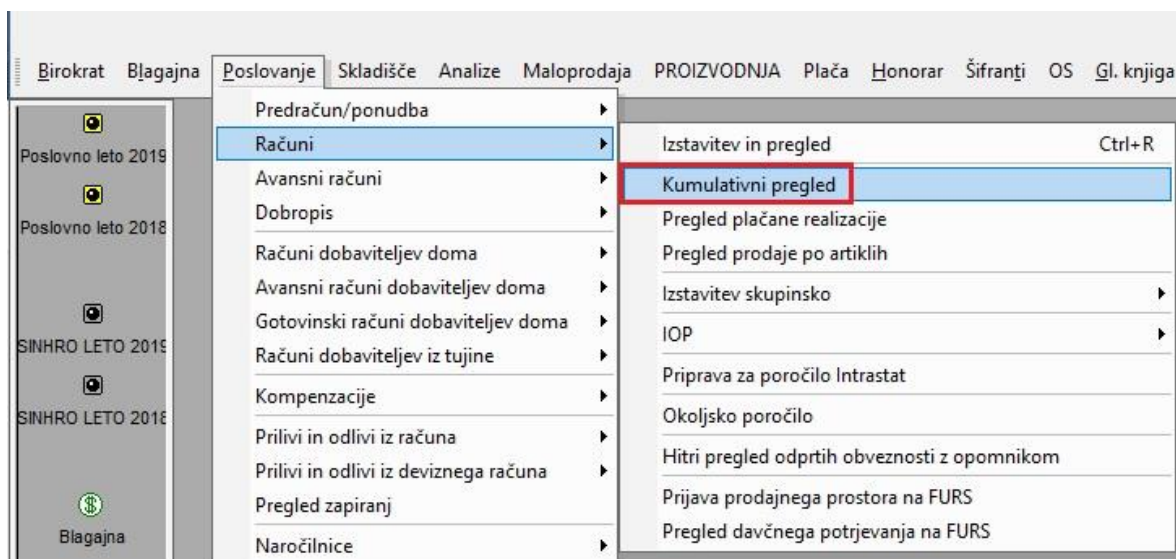 Birokrat Blagajna Poslovanje Skladišče Analize Maloprodaja PROIZVODNJA Plača Honorar Šifranti OS Gl. knjiga
Poslovno leto 2019
Poslovno leto 2018
SINHRO LETO 2019
SINHRO LETO 2018
Blagajna
Predračun/ponudba
Računi
Avansni računi
Dobropis
Računi dobaviteljev doma
Avansni računi dobaviteljev doma
Gotovinski računi dobaviteljev doma
Računi dobaviteljev iz tujine
Kompenzacije
Prilivi in odlivi iz računa
Prilivi in odlivi iz deviznega računa
Pregled zapiranj
Naročilnice
Izstavitev in pregled Ctrl+R
Kumulativni pregled
Pregled plačane realizacije
Pregled prodaje po artiklih
Izstavitev skupinsko
IOP
Priprava za poročilo Intrastat
Okoljsko poročilo
Hitri pregled odprtih obveznosti z opomnikom
Prijava prodajnega prostora na FURS
Pregled davčnega potrjevanja na FURS